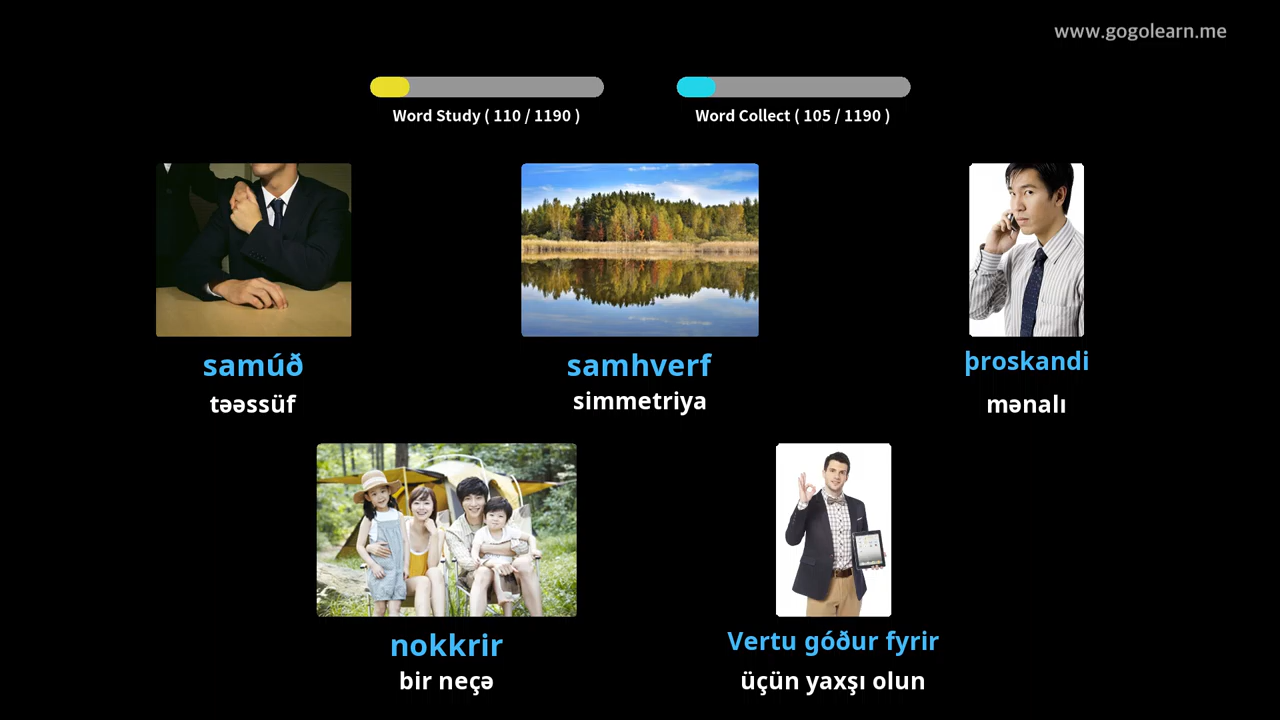 www.gogolearn.me
Word Study ( 110 / 1190 )
Word Collect ( 105 / 1190 )
samúð
təəssüf
samhverf
simmetriya
þroskandi
mənalı
nokkrir
bir neçə
Vertu góður fyrir
üçün yaxşı olun